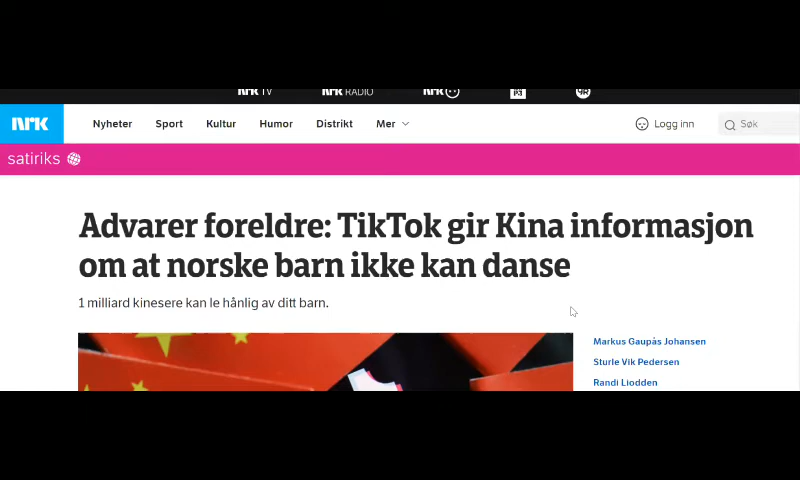 NRK TV NRK RADIO NRK P3 YR
NRK Nyheter Sport Kultur Humor Distrikt Mer Logg inn Søk
satiriks
Advarer foreldre: TikTok gir Kina informasjon
om at norske barn ikke kan danse
1 milliard kinesere kan le hånlig av ditt barn.
Markus Gaupås Johansen
Sturle Vik Pedersen
Randi Liodden